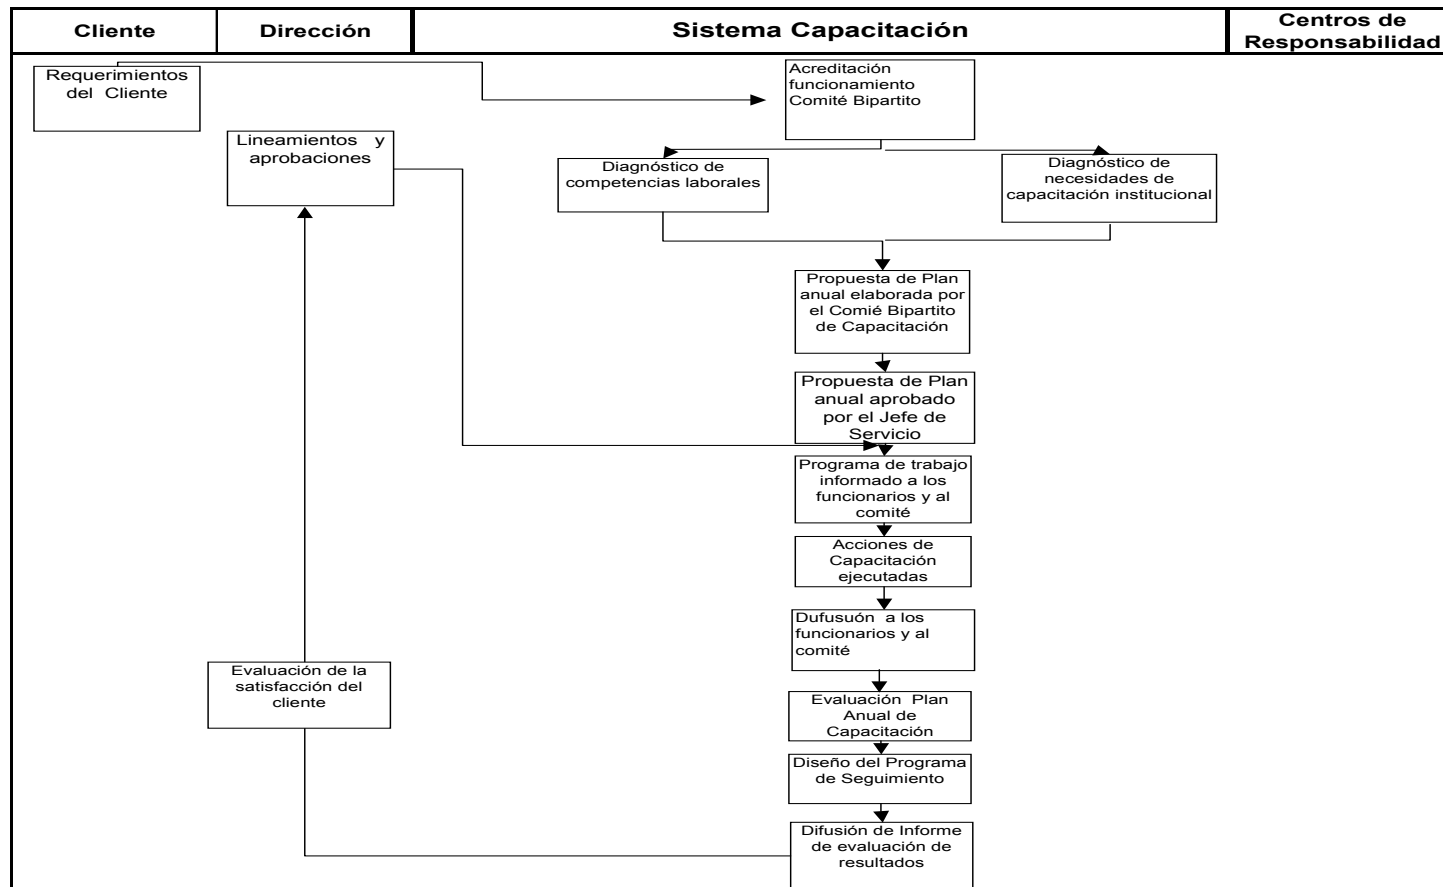 Cliente
Dirección
Sistema Capacitación
Centros de
Responsabilidad
Requerimientos
del Cliente
Acreditación
funcionamiento
Comité Bipartito
Lineamientos y
aprobaciones
Diagnóstico de
competencias laborales
Diagnóstico de
necesidades de
capacitación institucional
Propuesta de Plan
anual elaborada por
el Comié Bipartito
de Capacitación
Propuesta de Plan
anual aprobado
por el Jefe de
Servicio
Programa de trabajo
informado a los
funcionarios y al
comité
Acciones de
Capacitación
ejecutadas
Dufusuón a los
funcionarios y al
comité
Evaluación de la
satisfacción del
cliente
Evaluación Plan
Anual de
Capacitación
Diseño del Programa
de Seguimiento
Difusión de Informe
de evaluación de
resultados